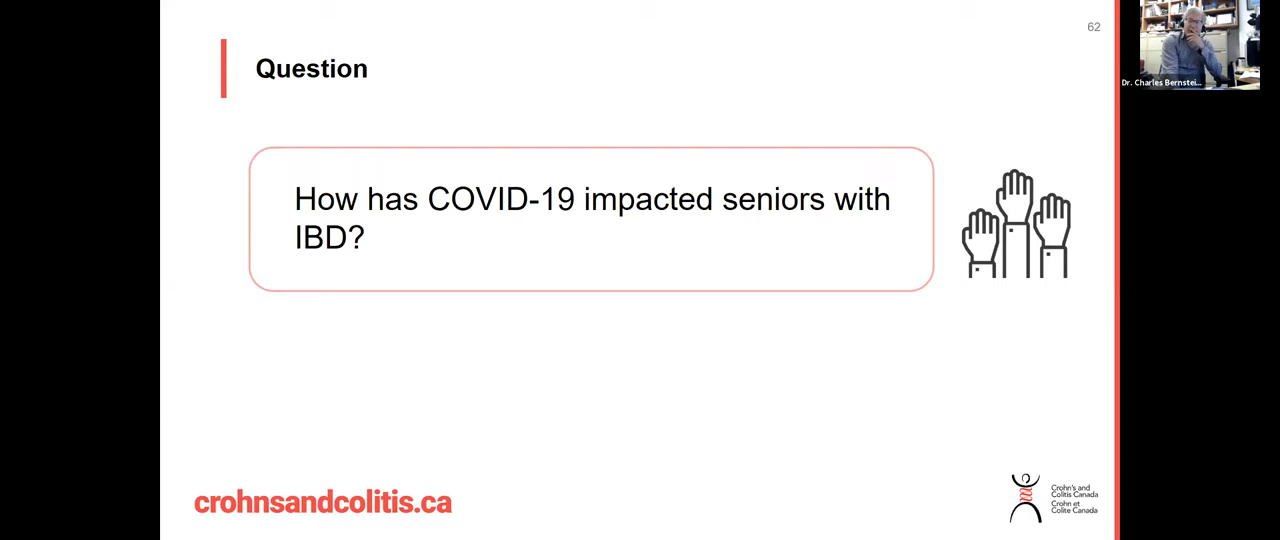 62
Question
How has COVID-19 impacted seniors with
IBD?
crohnsandcolitis.ca
Crohn's and
Colitis Canada
Crohn et
Colite Canada
Dr. Charles Bernstei...